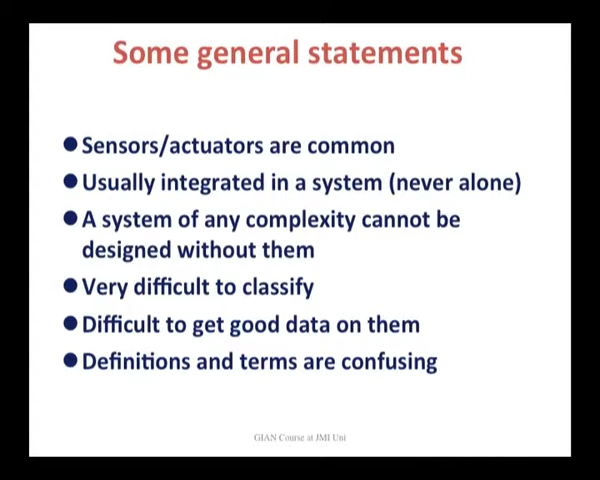 Some general statements
Sensors/actuators are common
Usually integrated in a system (never alone)
A system of any complexity cannot be
designed without them
Very difficult to classify
Difficult to get good data on them
Definitions and terms are confusing
GIAN Course at JMI Uni